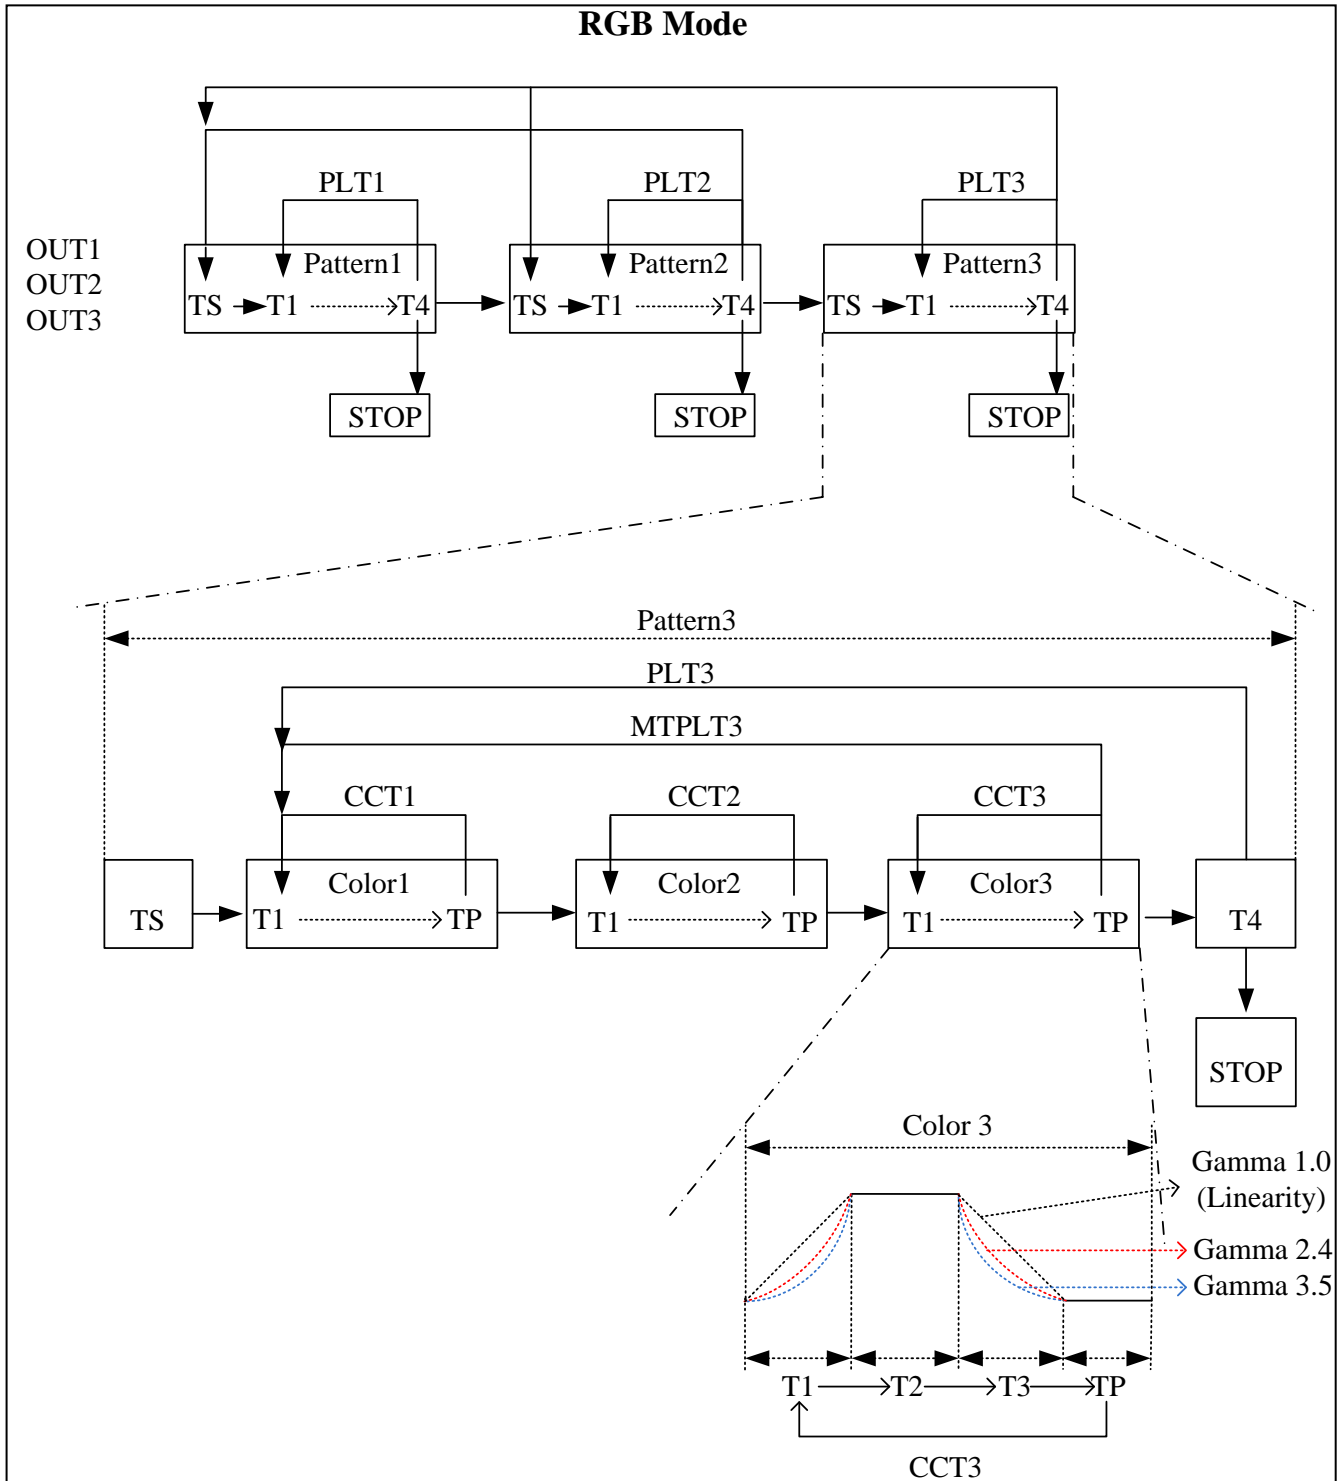 RGB Mode
PLT1
PLT2
PLT3
OUT1
OUT2
OUT3
Pattern1
TS T1 T4
Pattern2
TS T1 T4
Pattern3
TS T1 T4
STOP
STOP
STOP
Pattern3
PLT3
MTPLT3
CCT1
CCT2
CCT3
TS
Color1
T1 TP
Color2
T1 TP
Color3
T1 TP
T4
STOP
Color 3
Gamma 1.0
(Linearity)
Gamma 2.4
Gamma 3.5
T1 T2 T3 TP
CCT3